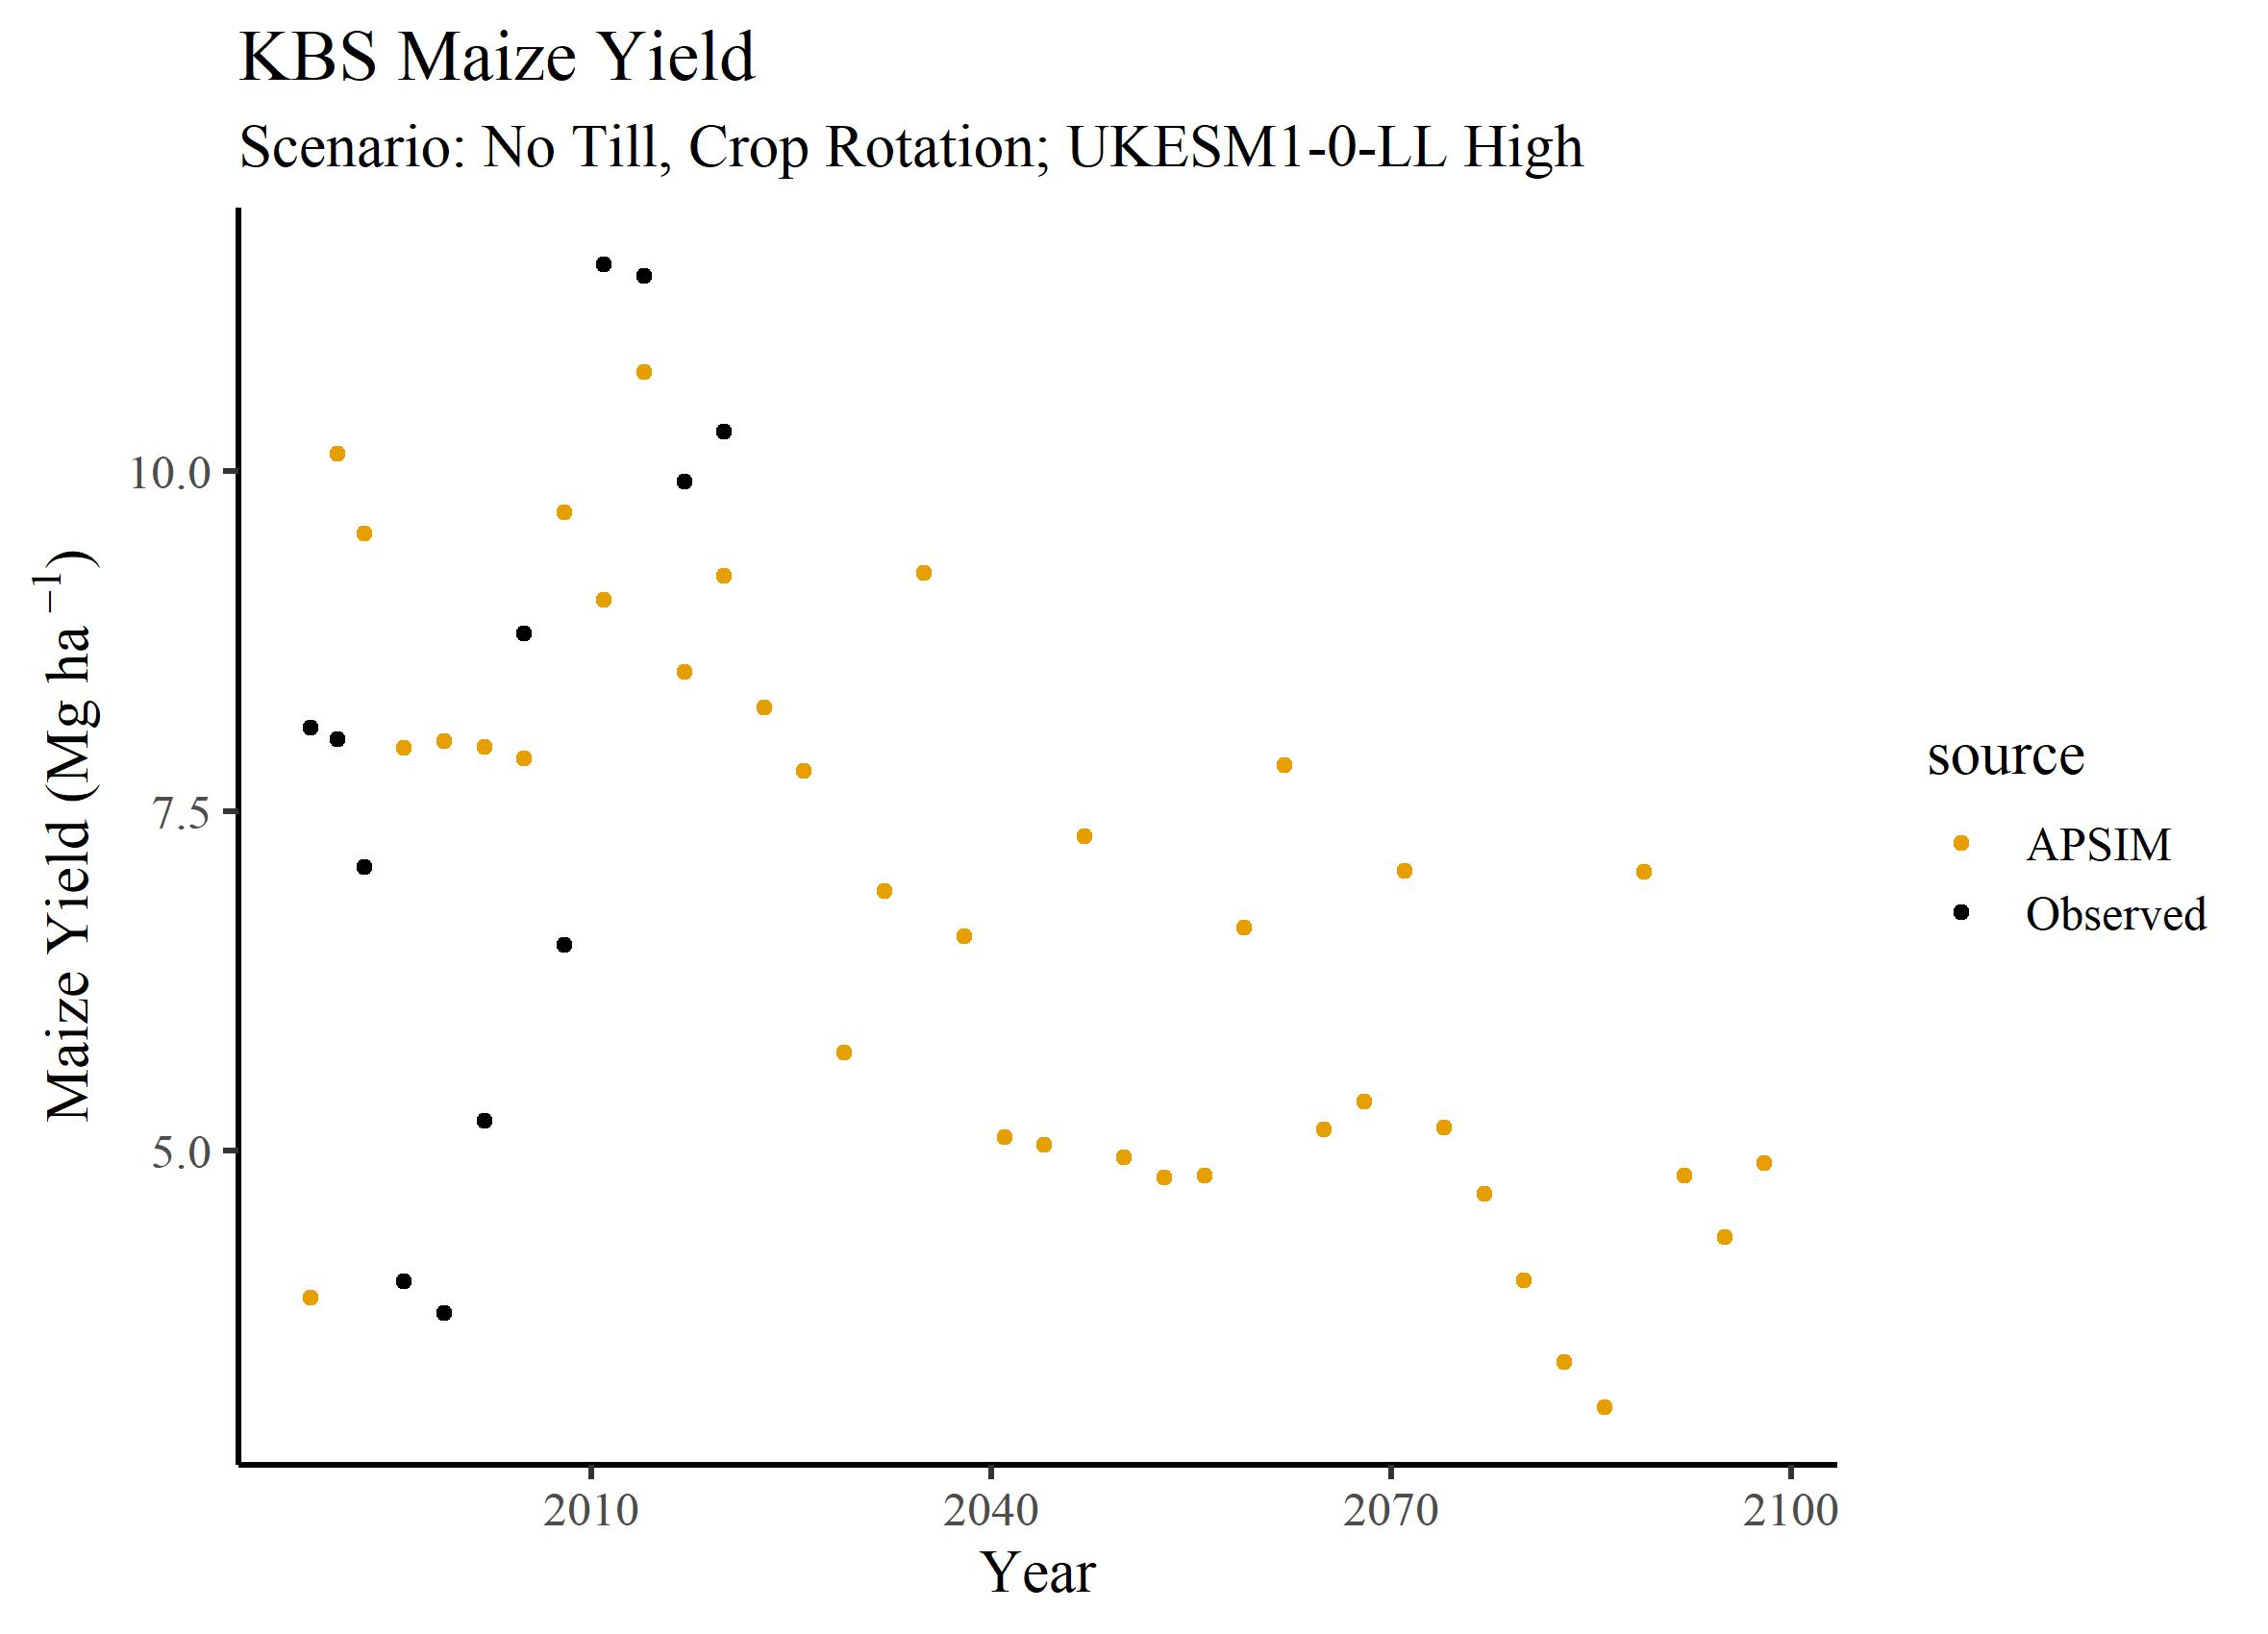 KBS Maize Yield
Scenario: No Till, Crop Rotation; UKESM1-0-LL High
Maize Yield (Mg ha⁻¹)
10.0
7.5
5.0
2010
2040
2070
2100
Year
source
APSIM
Observed